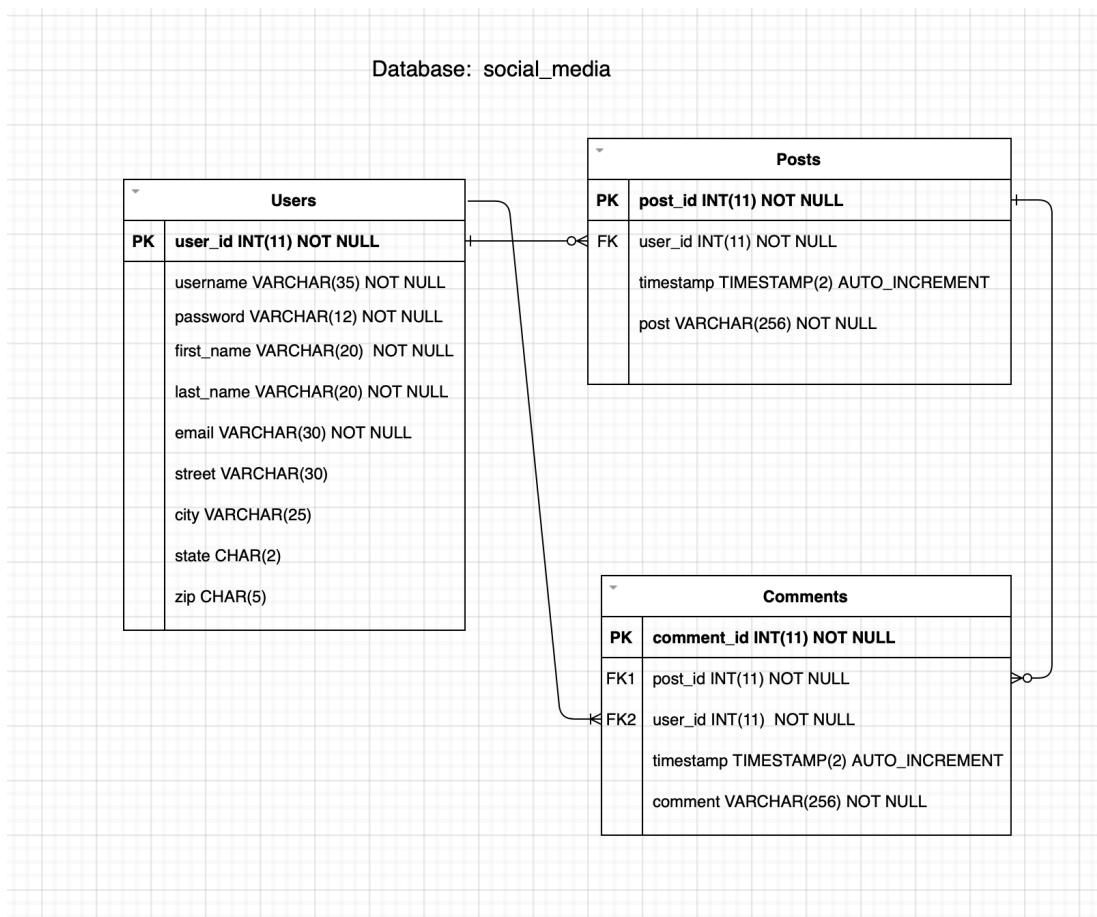 Database: social_media
Users
PK user_id INT(11) NOT NULL
username VARCHAR(35) NOT NULL
password VARCHAR(12) NOT NULL
first_name VARCHAR(20) NOT NULL
last_name VARCHAR(20) NOT NULL
email VARCHAR(30) NOT NULL
street VARCHAR(30)
city VARCHAR(25)
state CHAR(2)
zip CHAR(5)
Posts
PK post_id INT(11) NOT NULL
FK user_id INT(11) NOT NULL
timestamp TIMESTAMP(2) AUTO_INCREMENT
post VARCHAR(256) NOT NULL
Comments
PK comment_id INT(11) NOT NULL
FK1 post_id INT(11) NOT NULL
FK2 user_id INT(11) NOT NULL
timestamp TIMESTAMP(2) AUTO_INCREMENT
comment VARCHAR(256) NOT NULL